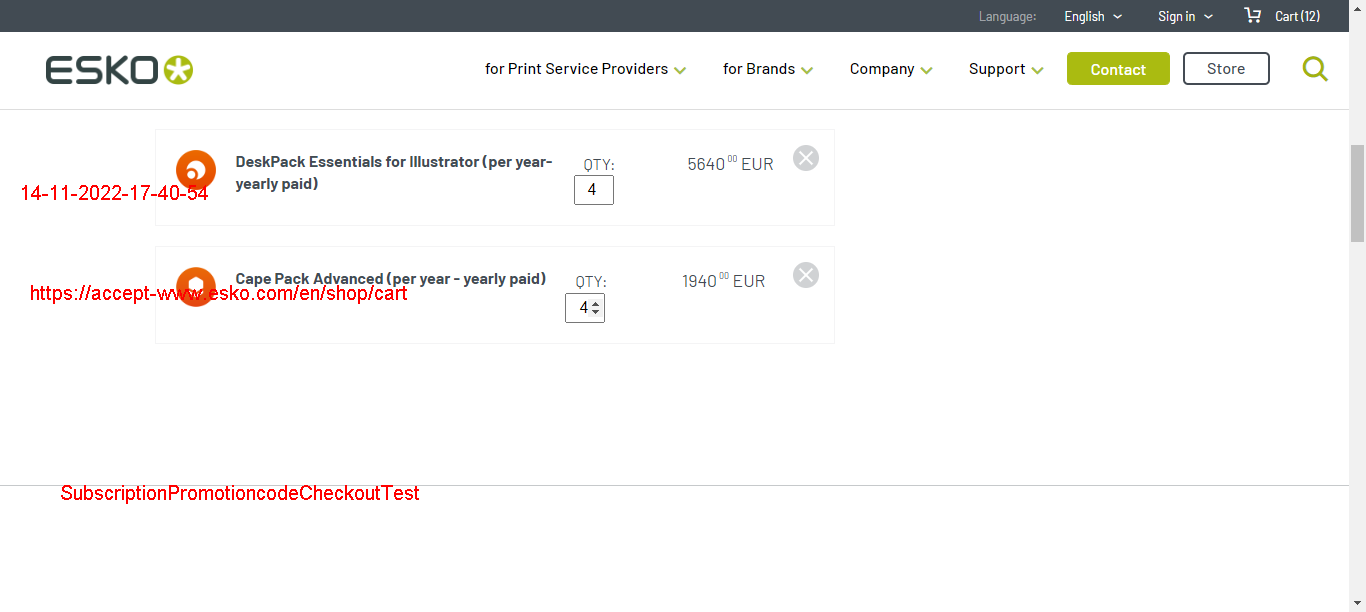 Language: English Sign in Cart (12)
ESKO
for Print Service Providers for Brands Company Support Contact Store
DeskPack Essentials for Illustrator (per year-
yearly paid)
QTY:
4
5640 00 EUR
14-11-2022-17-40-54
Cape Pack Advanced (per year - yearly paid)
QTY:
4
1940 00 EUR
https://accept-www.esko.com/en/shop/cart
SubscriptionPromotioncodeCheckoutTest